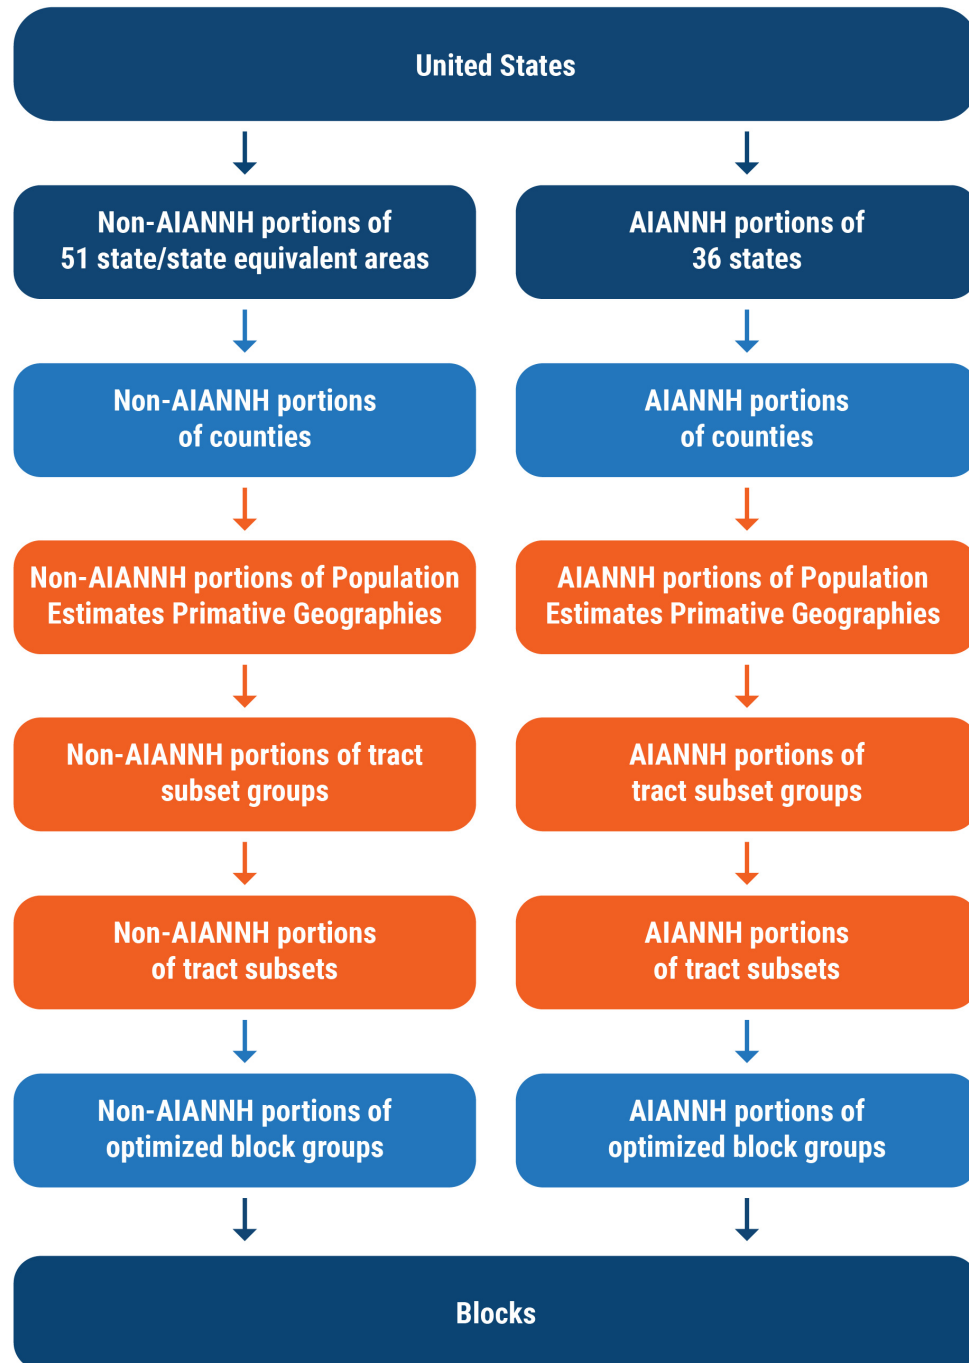 United States
Non-AIANNH portions of
51 state/state equivalent areas
AIANNH portions of
36 states
Non-AIANNH portions
of counties
AIANNH portions
of counties
Non-AIANNH portions of Population
Estimates Primative Geographies
AIANNH portions of Population
Estimates Primative Geographies
Non-AIANNH portions of tract
subset groups
AIANNH portions of
tract subset groups
Non-AIANNH portions
of tract subsets
AIANNH portions
of tract subsets
Non-AIANNH portions of
optimized block groups
AIANNH portions of
optimized block groups
Blocks